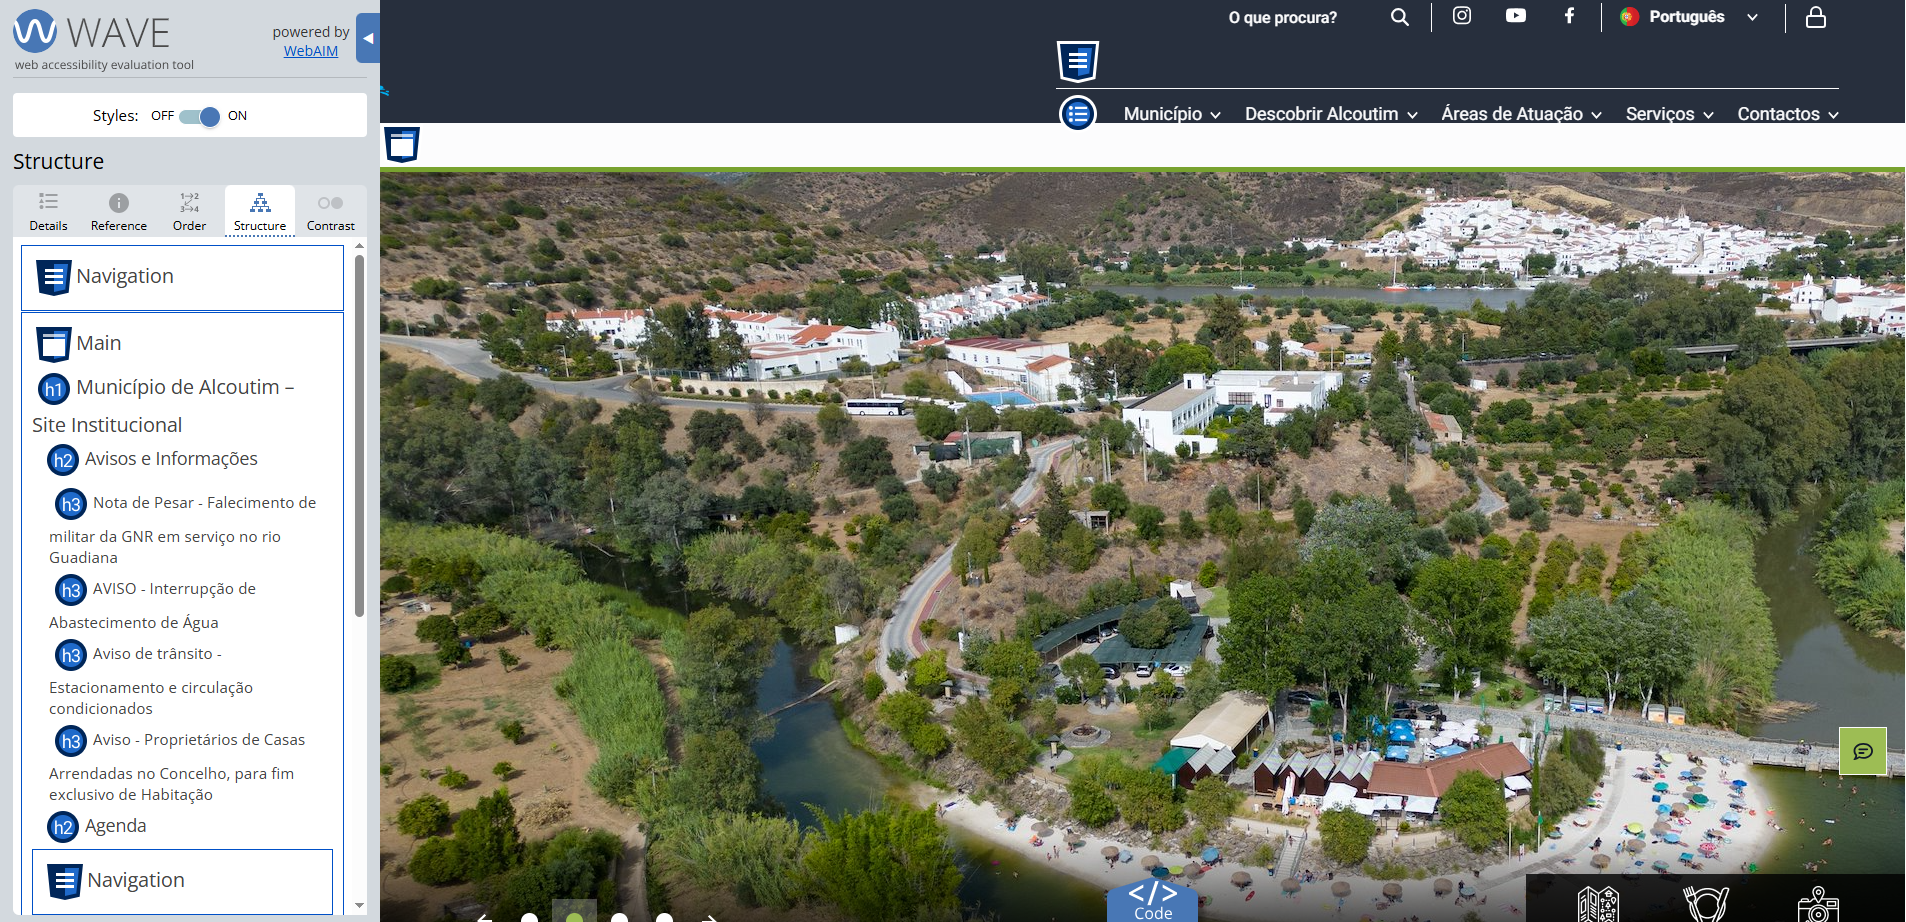 WAVE
web accessibility evaluation tool
powered by
WebAIM
Styles: OFF ON
Structure
Details Reference Order Structure Contrast
Navigation
Main
h1 Município de Alcoutim –
Site Institucional
h2 Avisos e Informações
h3 Nota de Pesar - Falecimento de
militar da GNR em serviço no rio
Guadiana
h3 AVISO - Interrupção de
Abastecimento de Água
h3 Aviso de trânsito -
Estacionamento e circulação
condicionados
h3 Aviso - Proprietários de Casas
Arrendadas no Concelho, para fim
exclusivo de Habitação
h2 Agenda
Navigation
O que procura?
Português
Município Descobrir Alcoutim Áreas de Atuação Serviços Contactos
</>
Code